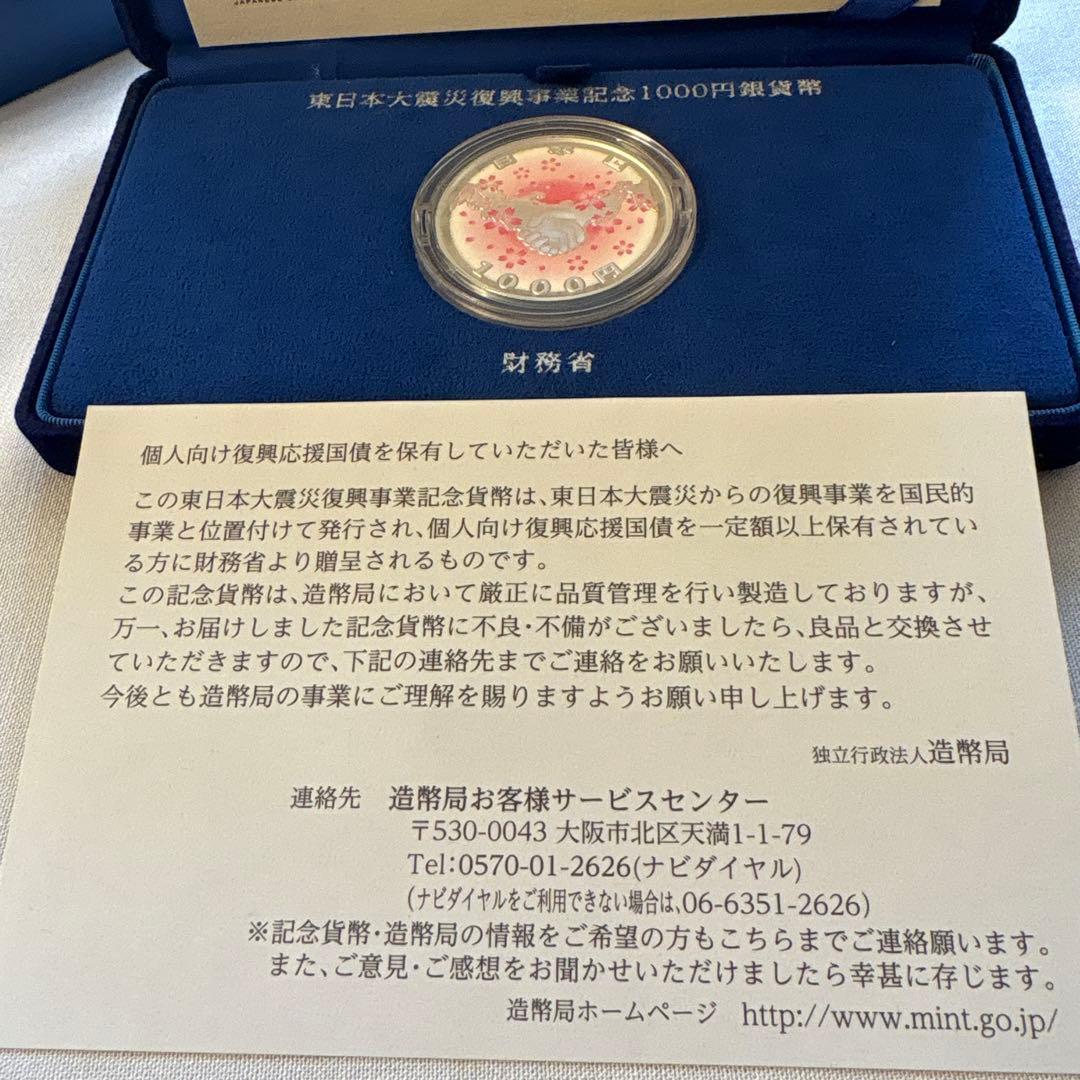 東日本大震災復興事業記念1000円銀貨幣
日本国
1000円
財務省
個人向け復興応援国債を保有していただいた皆様へ
この東日本大震災復興事業記念貨幣は、東日本大震災からの復興事業を国民的
事業と位置付けて発行され、個人向け復興応援国債を一定額以上保有されてい
る方に財務省より贈呈されるものです。
この記念貨幣は、造幣局において厳正に品質管理を行い製造しておりますが、
万一、お届けしました記念貨幣に不良・不備がございましたら、良品と交換させ
ていただきますので、下記の連絡先までご連絡をお願いいたします。
今後とも造幣局の事業にご理解を賜りますようお願い申し上げます。
独立行政法人造幣局
連絡先 造幣局お客様サービスセンター
〒530-0043 大阪市北区天満1-1-79
Tel:0570-01-2626(ナビダイヤル)
(ナビダイヤルをご利用できない場合は、06-6351-2626)
※記念貨幣・造幣局の情報をご希望の方もこちらまでご連絡願います。
また、ご意見・ご感想をお聞かせいただけましたら幸甚に存じます。
造幣局ホームページ http://www.mint.go.jp/